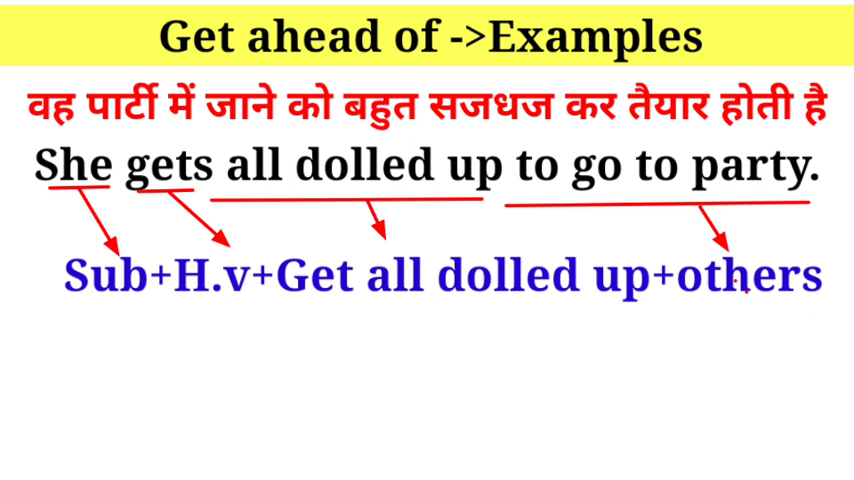 Get ahead of ->Examples
वह पार्टी में जाने को बहुत सजधज कर तैयार होती है
She gets all dolled up to go to party.
Sub+H.v+Get all dolled up+others